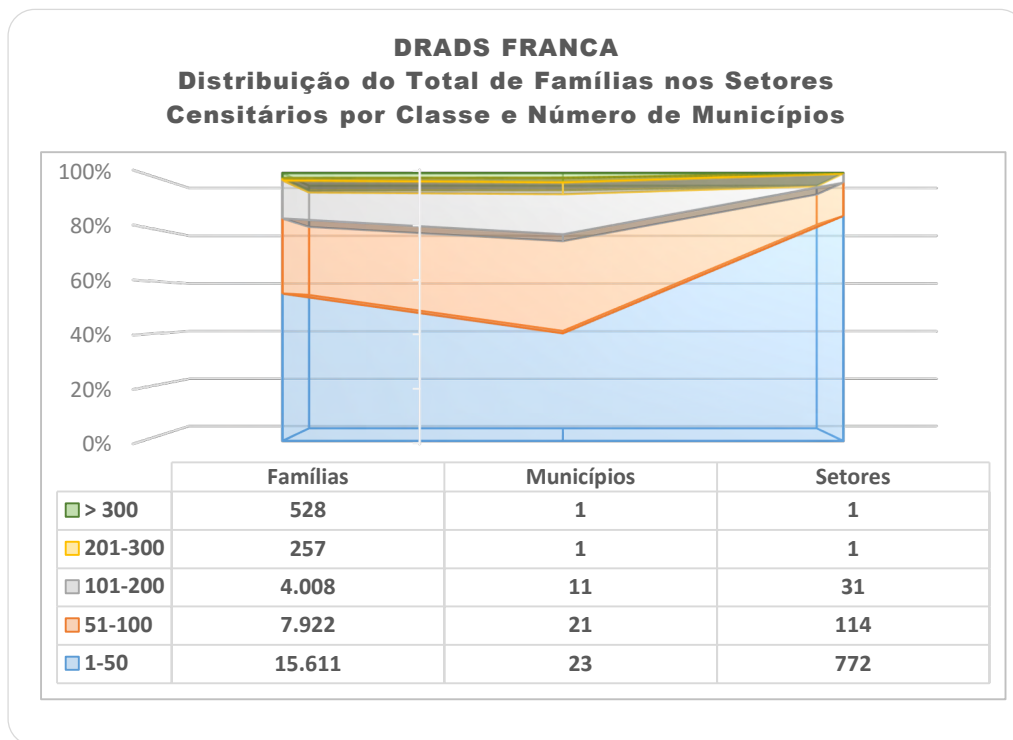 DRADS FRANCA
Distribuição do Total de Famílias nos Setores
Censitários por Classe e Número de Municípios
100%
80%
60%
40%
20%
0%
Famílias Municípios Setores
> 300 528 1 1
201-300 257 1 1
101-200 4.008 11 31
51-100 7.922 21 114
1-50 15.611 23 772